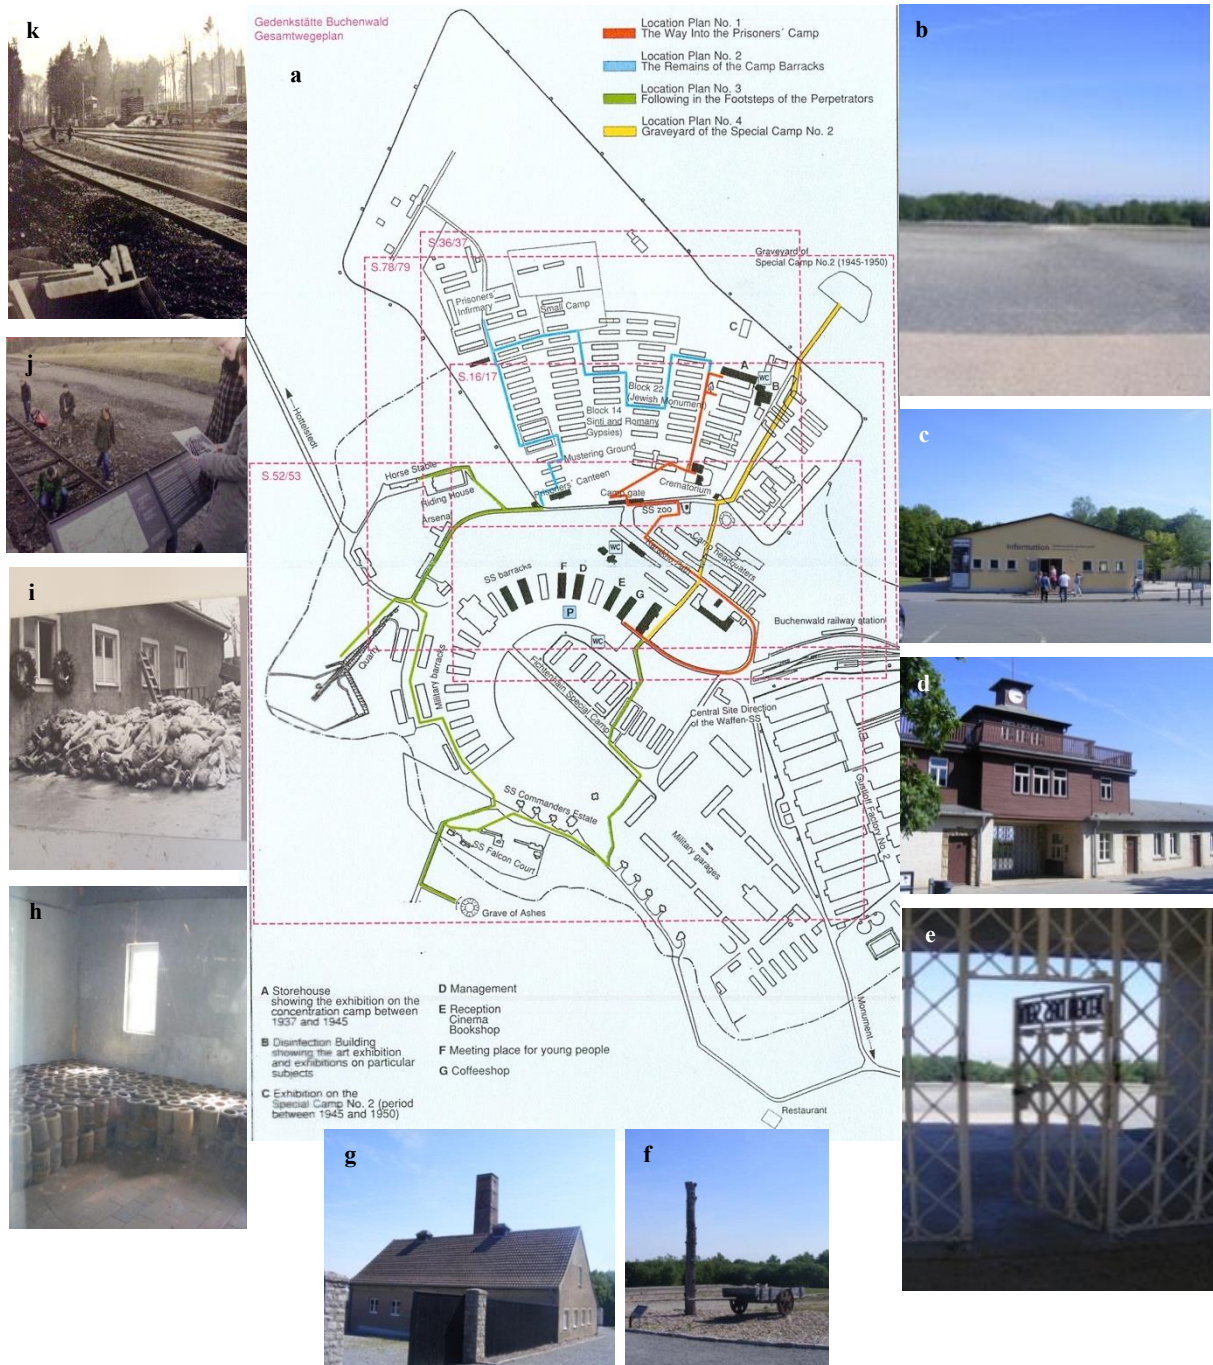 k
Gedenkstätte Buchenwald
Gesamtwegeplan
a
Location Plan No. 1
The Way Into the Prisoners´ Camp
Location Plan No. 2
The Remains of the Camp Barracks
Location Plan No. 3
Following in the Footsteps of the Perpetrators
Location Plan No. 4
Graveyard of the Special Camp No. 2
b
S.36/37
S.78/79
Graveyard of
Special Camp No.2 (1945-1950)
Prisoners´
Infirmary
Small Camp
C
j
S.16/17
A
WC
B
Block 22
(Jewish Monument)
Block 14
Sinti and Romany
Gypsies)
Hottelstedt
c
information
Mustering Ground
S.52/53
Horse Stable
Prisoners´ Canteen
Crematorium
Riding House
Camp gate
Arsenal
SS zoo
Camp headquaters
WC
i
SS barracks
F
D
E
G
P
Buchenwald railway station
WC
Quarry
Military barracks
Fichtenhain Special Camp
d
Central Site Direction
of the Waffen-SS
Gustloff Factory No. 2
SS Commanders Estate
Military garages
SS Falcon Court
h
Grave of Ashes
e
JEDEM DAS SEINE
A Storehouse
showing the exhibition on the
concentration camp between
1937 and 1945
B Disinfection Building
showing the art exhibition
and exhibitions on particular
subjects
C Exhibition on the
Special Camp No. 2 (period
between 1945 and 1950)
D Management
E Reception
Cinema
Bookshop
F Meeting place for young people
G Coffeeshop
Monument
Restaurant
g
f